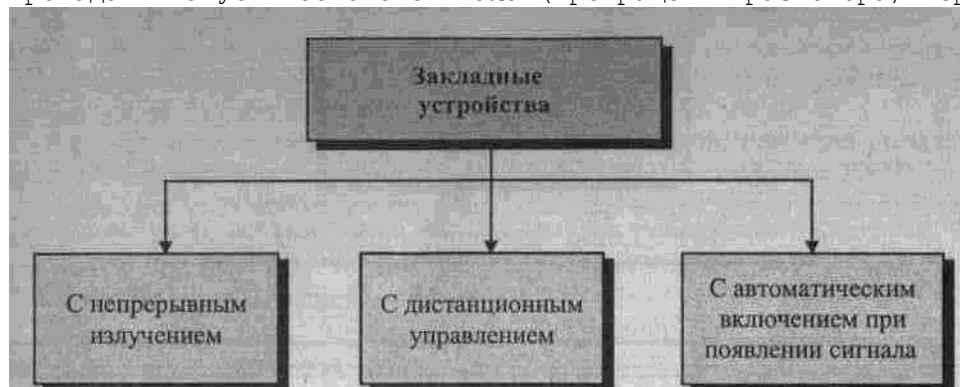 Закладные
устройства
С непрерывным
излучением
С дистанционным
управлением
С автоматическим
включением при
появлении сигнала